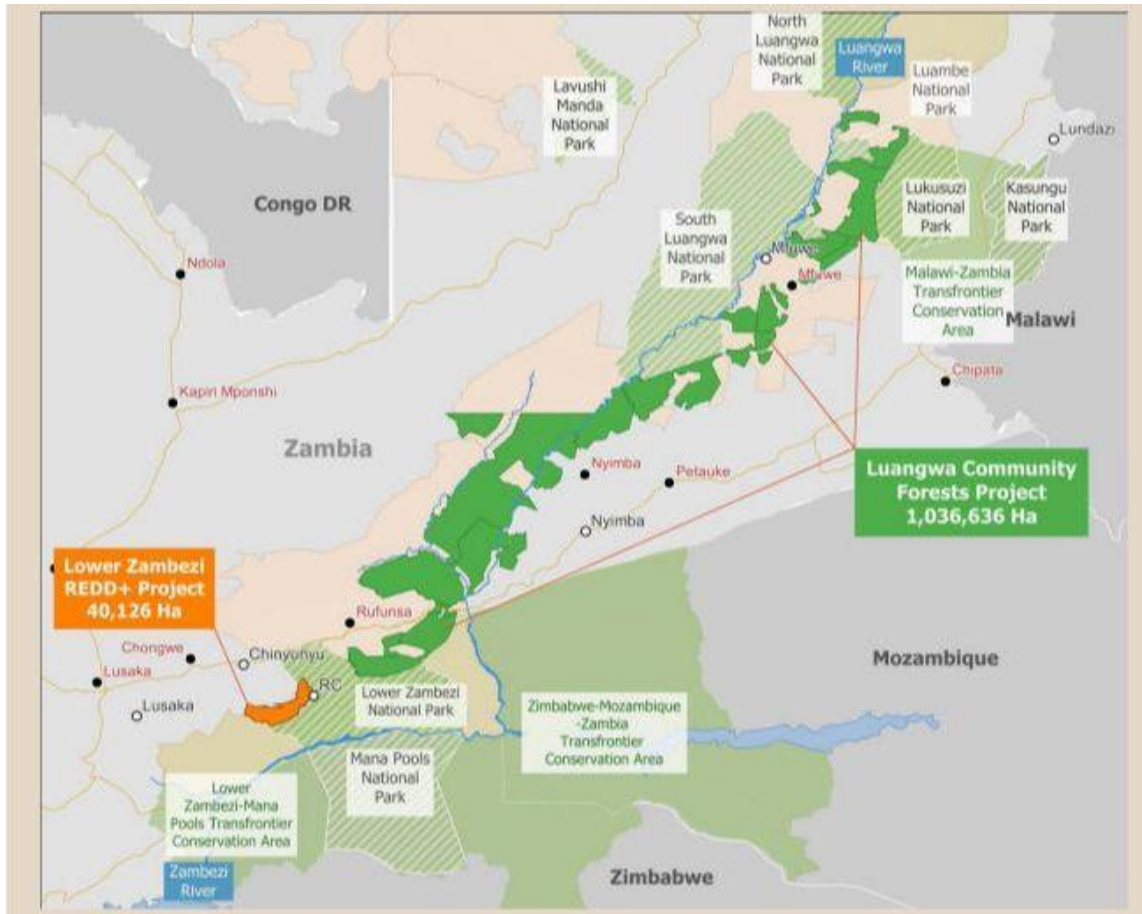 North
Luangwa
National
Park
Luangwa
River
Luambe
National
Park
Lavushi
Manda
National
Park
Lundazi
Congo DR
Lukusuzi
National
Park
Kasungu
National
Park
South
Luangwa
National
Park
Ndola
Mfuwe
Mfuwe
Malawi-Zambia
Transfrontier
Conservation
Area
Malawi
Chipata
Kapiri Mponshi
Zambia
Nyimba
Petauke
Luangwa Community
Forests Project
1,036,636 Ha
Nyimba
Lower Zambezi
REDD+ Project
40,126 Ha
Rufunsa
Chongwe
Chinyunyu
Mozambique
Lusaka
RC
Lusaka
Lower Zambezi
National Park
Zimbabwe-Mozambique
-Zambia
Transfrontier
Conservation Area
Mana Pools
National
Park
Lower
Zambezi-Mana
Pools Transfrontier
Conservation Area
Zambezi
River
Zimbabwe